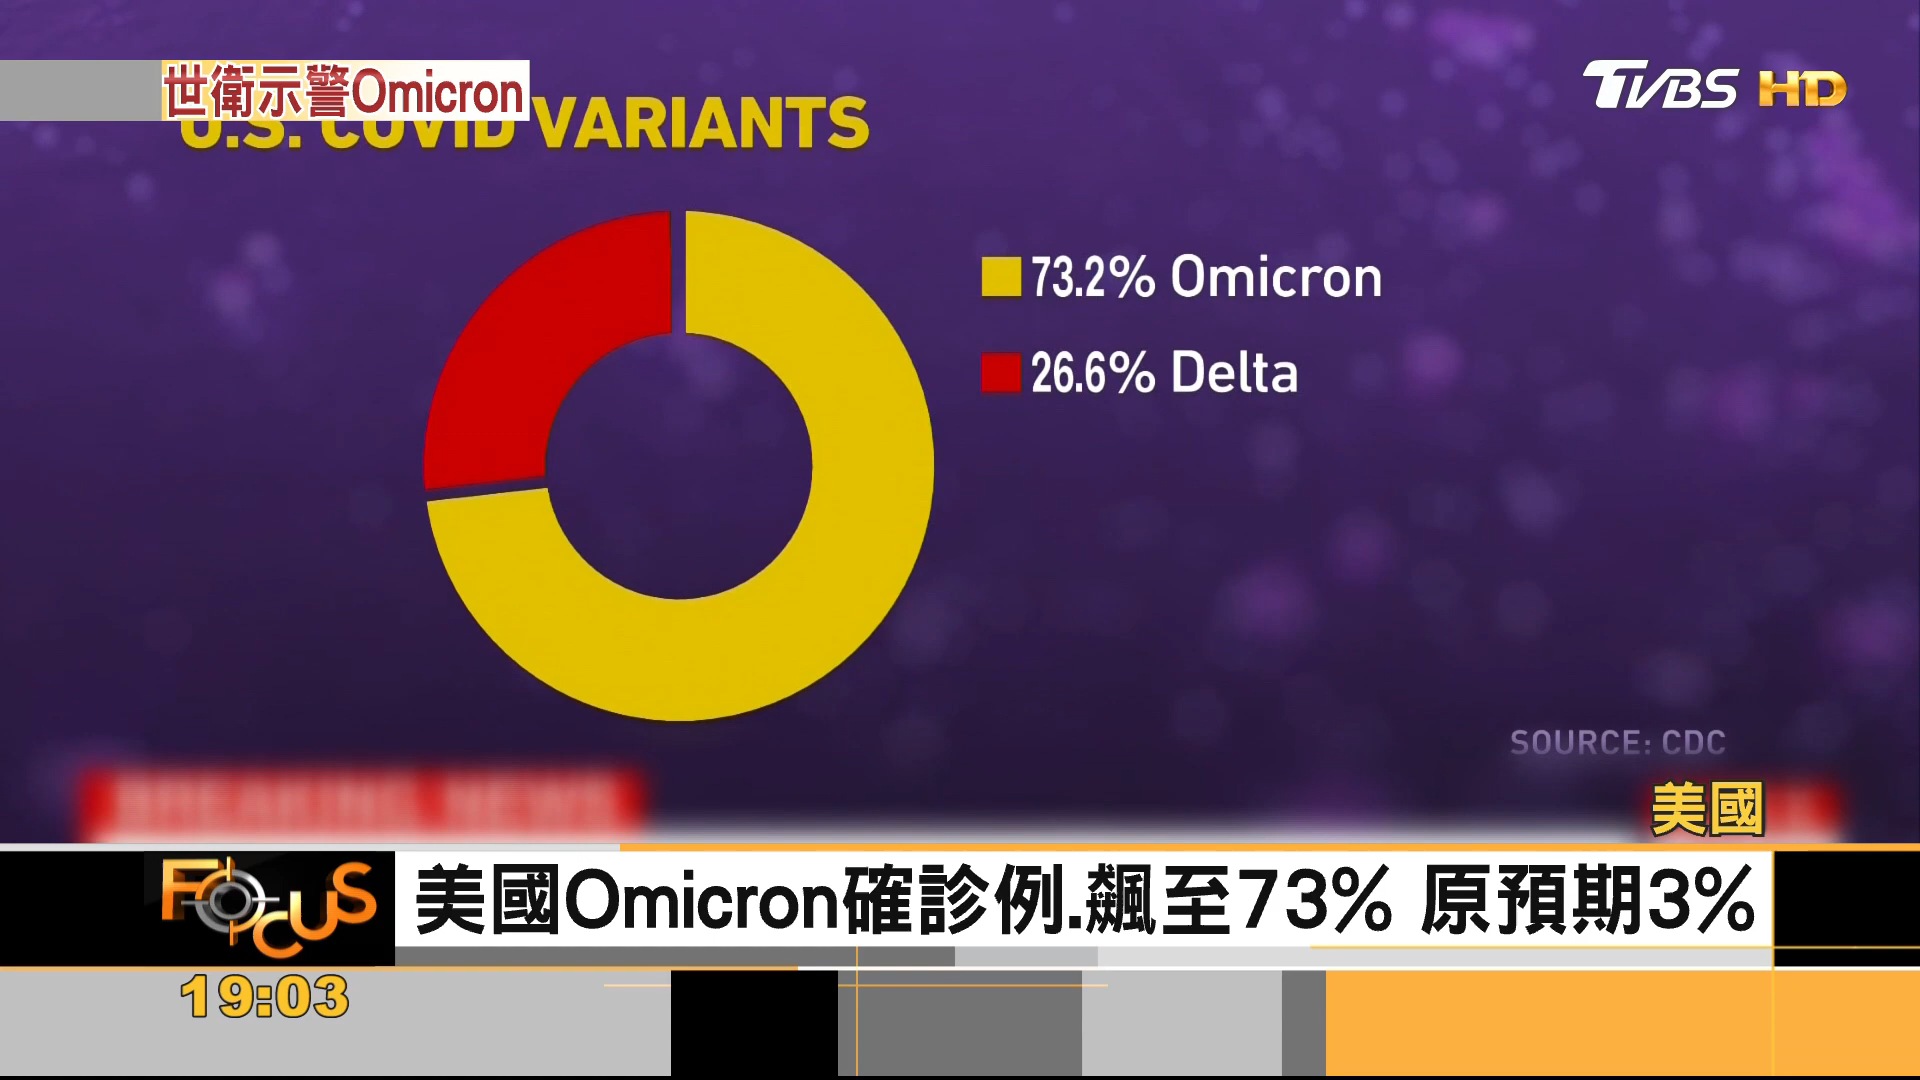 世衛示警Omicron
TVBS HD
U.S. COVID VARIANTS
73.2% Omicron
26.6% Delta
SOURCE: CDC
BREAKING NEWS
美國
FOCUS
美國Omicron確診例.飆至73% 原預期3%
19:03